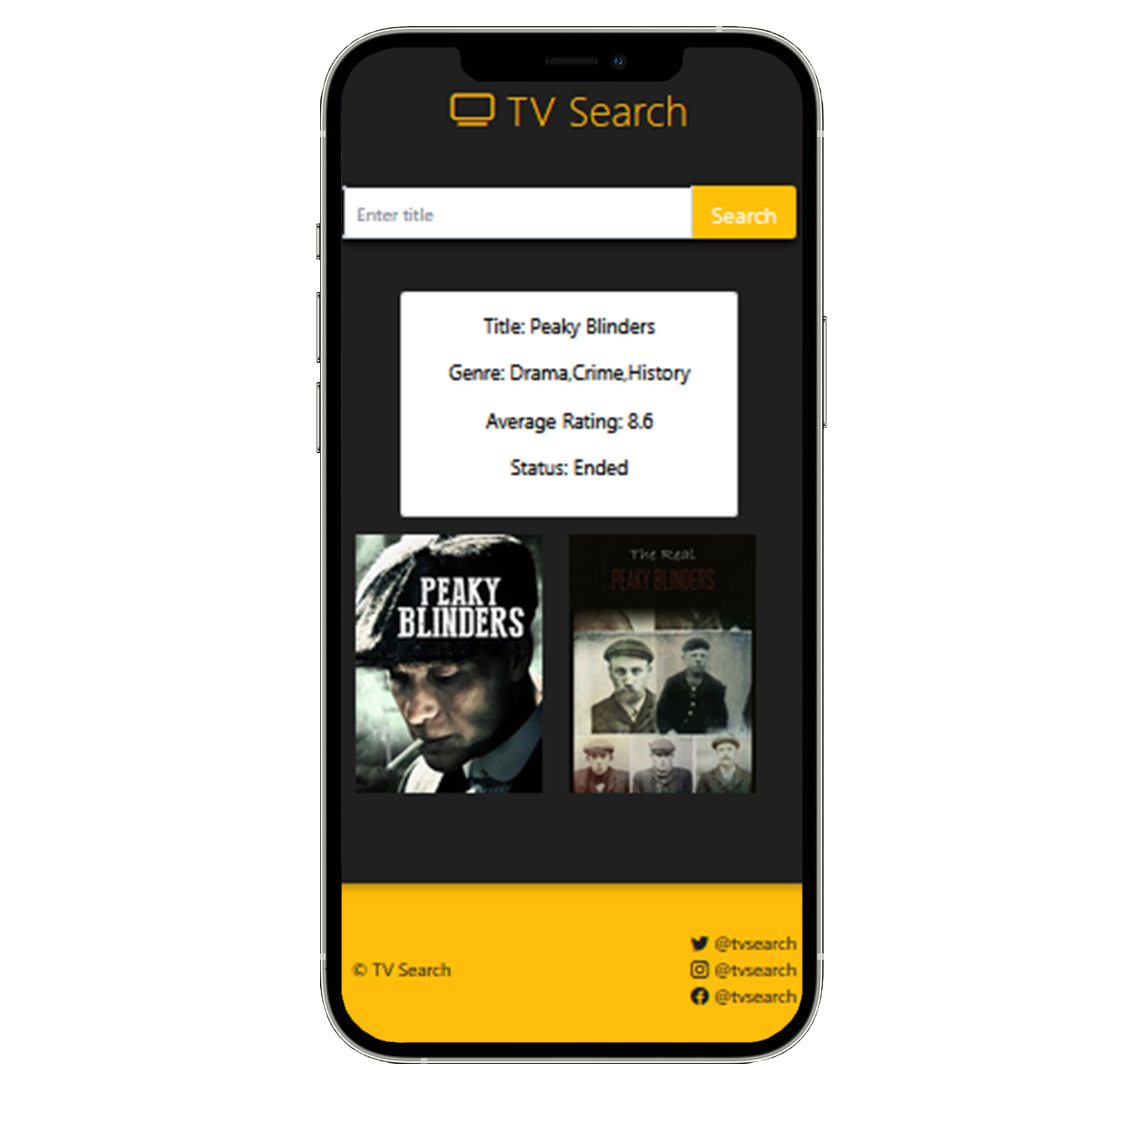 TV Search
Enter title
Search
Title: Peaky Blinders
Genre: Drama,Crime,History
Average Rating: 8.6
Status: Ended
PEAKY
BLINDERS
The Real
PEAKY BLINDERS
© TV Search
@tvsearch
@tvsearch
@tvsearch